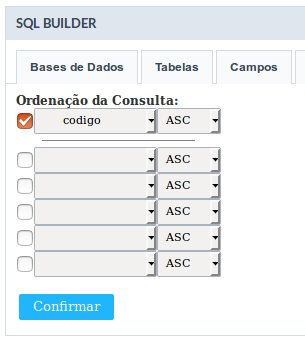 SQL BUILDER
Bases de Dados Tabelas Campos
Ordenação da Consulta:
codigo ASC
ASC
ASC
ASC
ASC
ASC
Confirmar